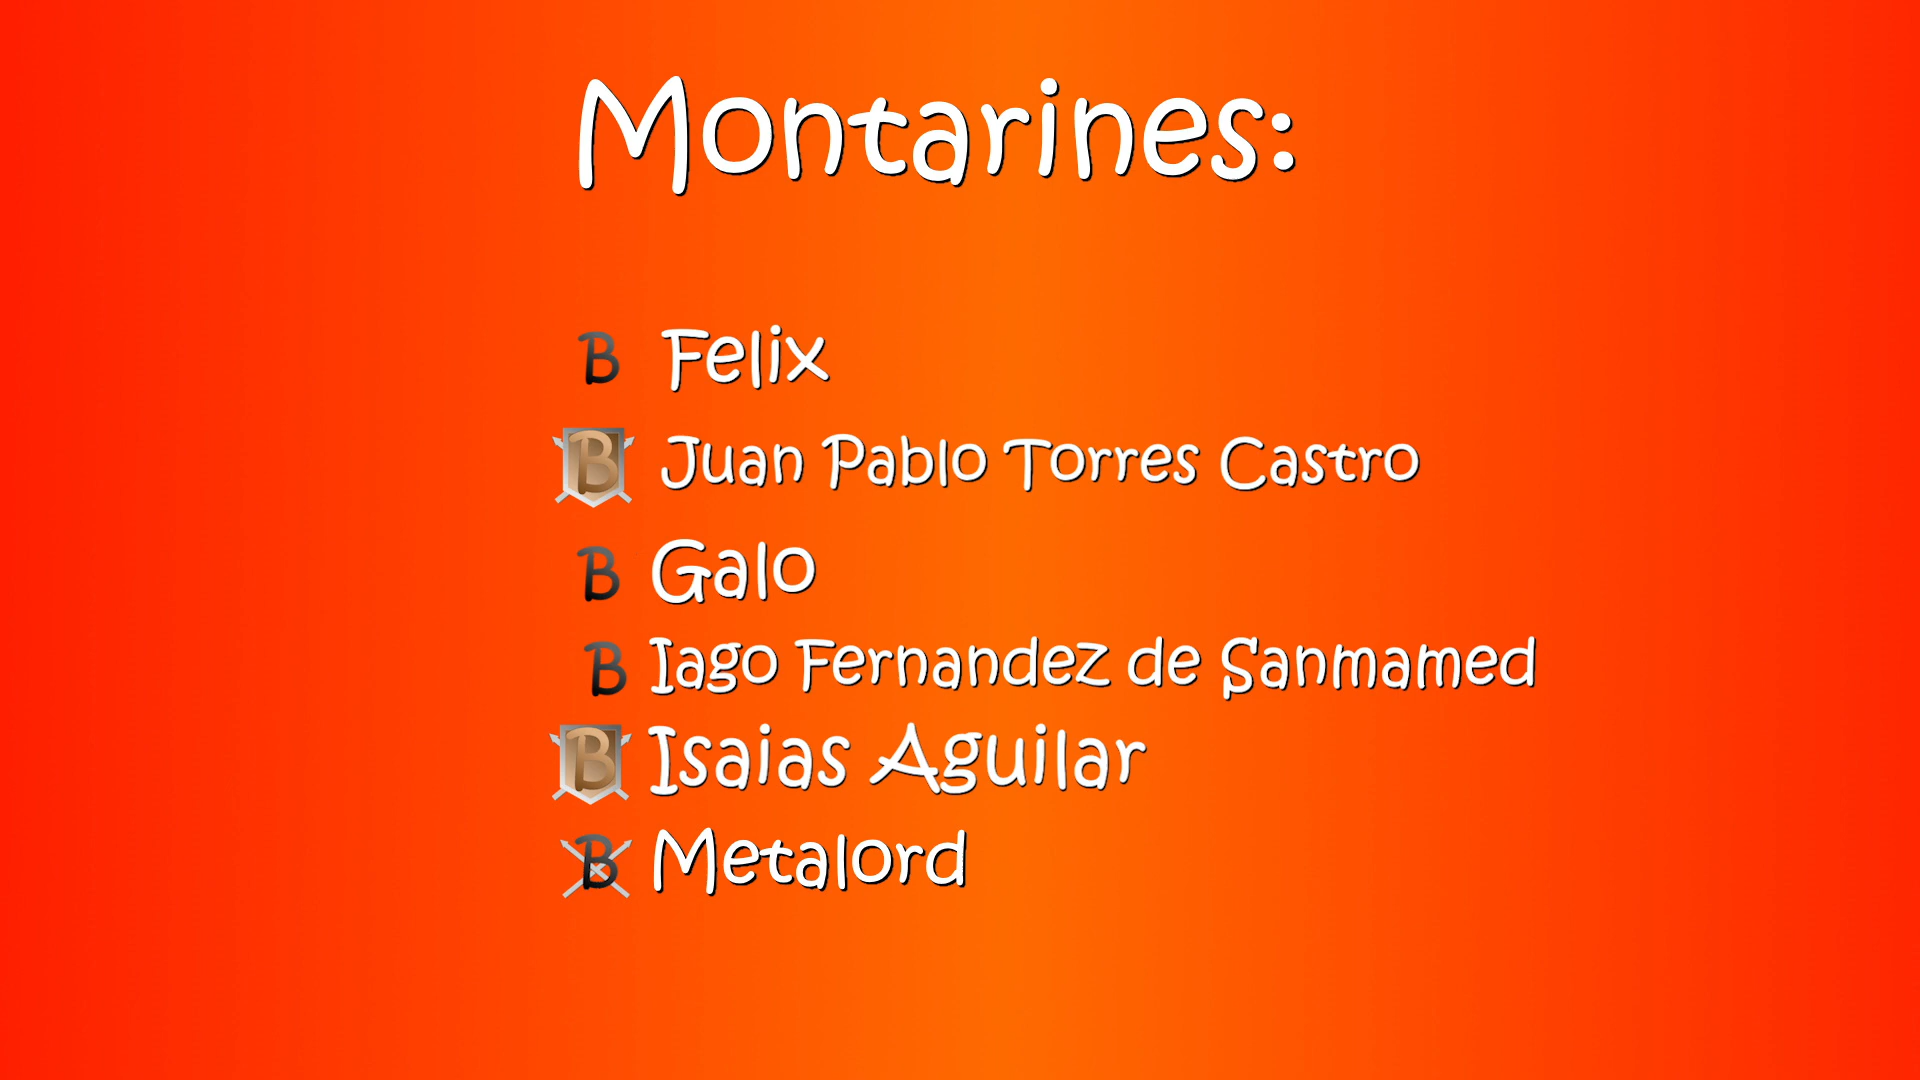 Montarines:
B Felix
B Juan Pablo Torres Castro
B Galo
B Iago Fernandez de Sanmamed
B Isaias Aguilar
B Metalord